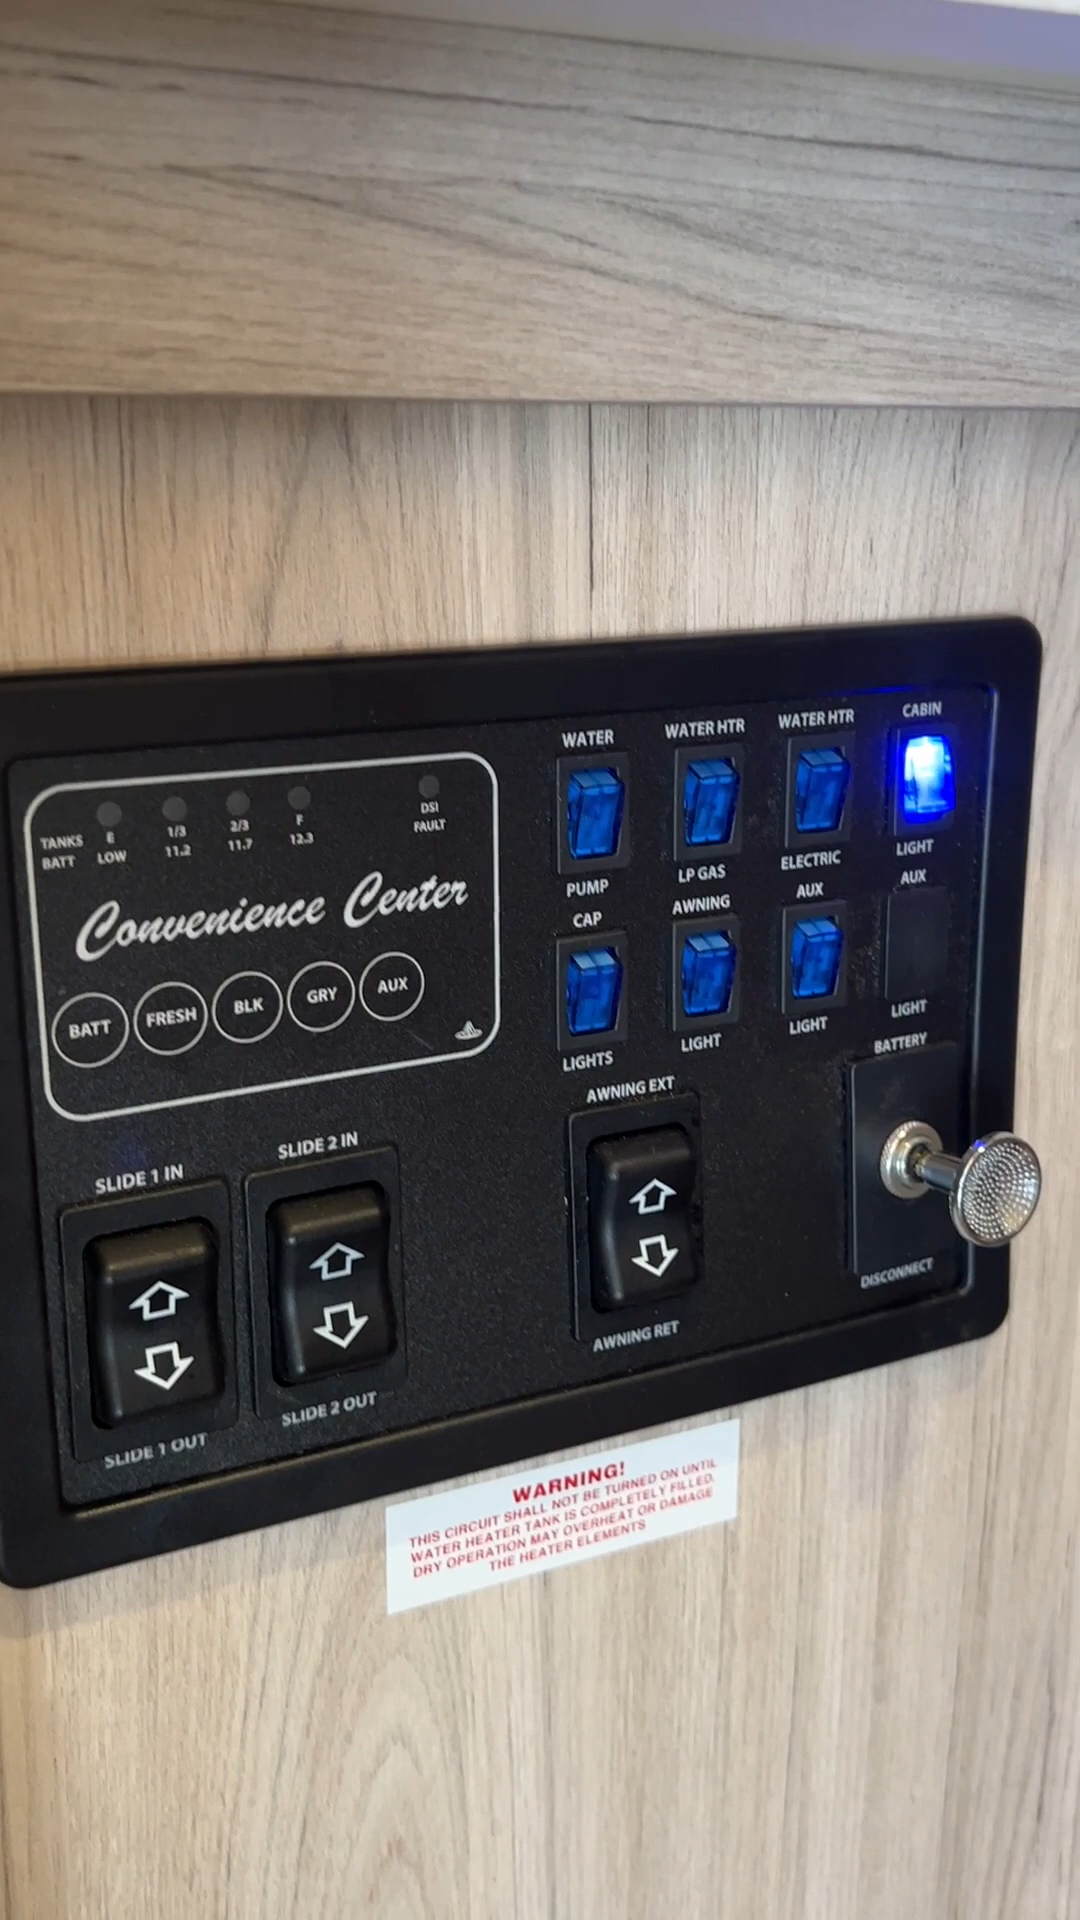 TANKS E 1/3 2/3 F DSI
BATT LOW 11.2 11.7 12.3 FAULT
Convenience Center
BATT FRESH BLK GRY AUX
WATER WATER HTR WATER HTR CABIN
PUMP LP GAS ELECTRIC LIGHT
CAP AWNING AUX AUX
LIGHTS LIGHT LIGHT LIGHT
SLIDE 1 IN SLIDE 2 IN AWNING EXT BATTERY
SLIDE 1 OUT SLIDE 2 OUT AWNING RET DISCONNECT
WARNING!
THIS CIRCUIT SHALL NOT BE TURNED ON UNTIL
WATER HEATER TANK IS COMPLETELY FILLED.
DRY OPERATION MAY OVERHEAT OR DAMAGE
THE HEATER ELEMENTS